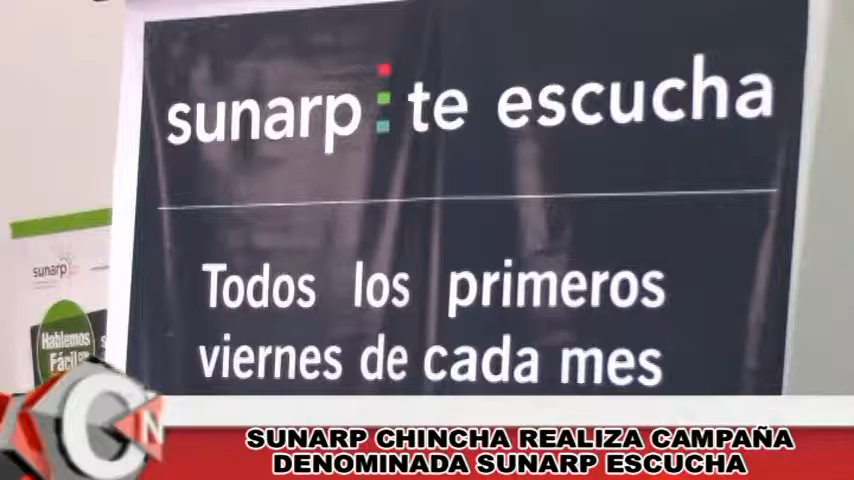 sunarp te escucha
Todos los primeros
viernes de cada mes
sunarp
Hablemos
Fácil
CN
SUNARP CHINCHA REALIZA CAMPAÑA
DENOMINADA SUNARP ESCUCHA